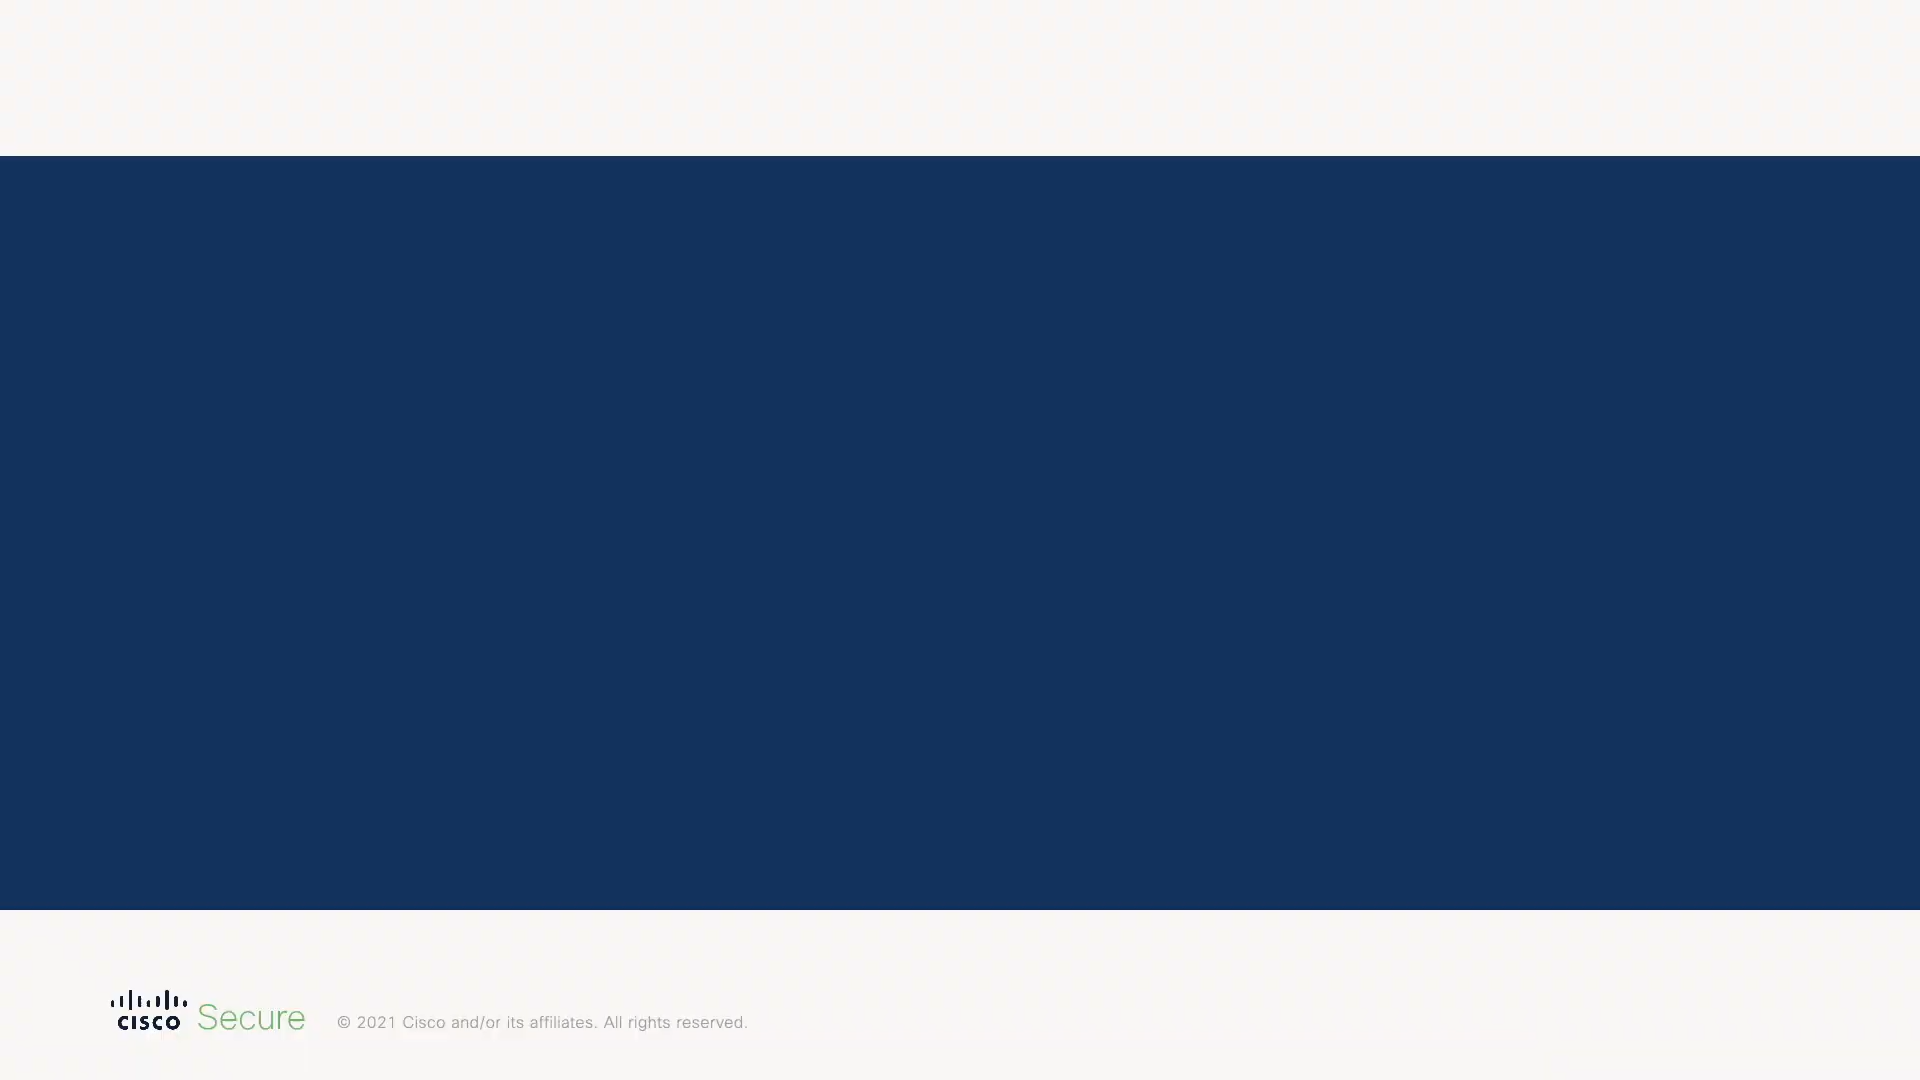 cisco Secure © 2021 Cisco and/or its affiliates. All rights reserved.